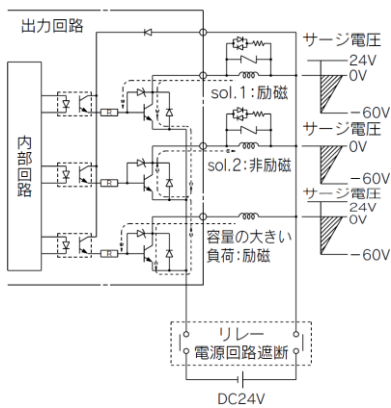 出力回路
サージ電圧
24V
0V
sol.1:励磁
-60V
サージ電圧
0V
R
内部回路
sol.2:非励磁
-60V
サージ電圧
24V
0V
R
容量の大きい
負荷:励磁
-60V
R
リレー
電源回路遮断
DC24V